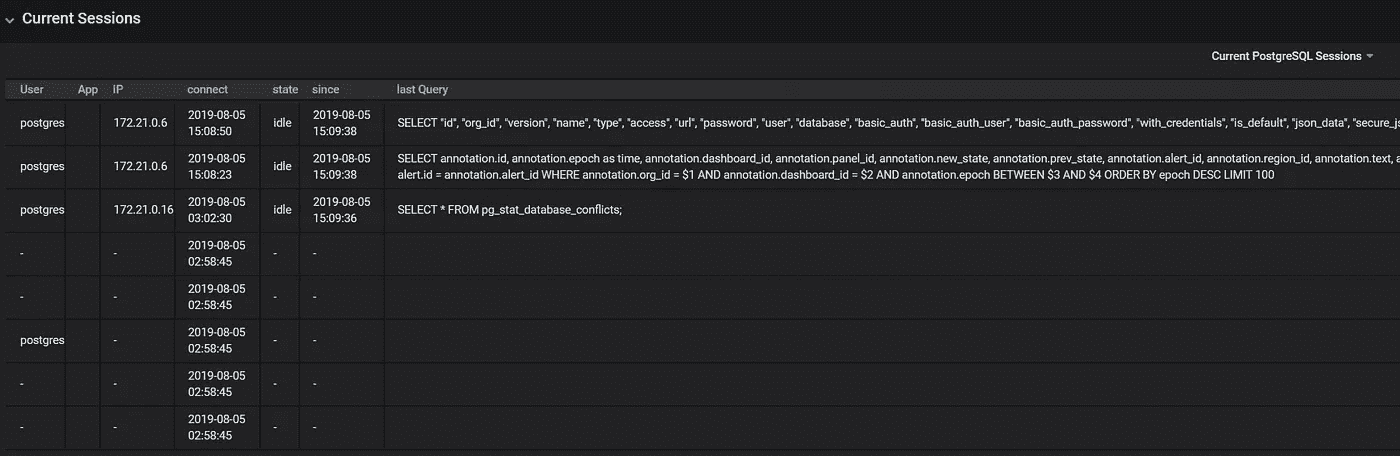 Current Sessions
Current PostgreSQL Sessions
User App IP connect state since last Query
postgres 172.21.0.6 2019-08-05 15:08:50 idle 2019-08-05 15:09:38 SELECT "id", "org_id", "version", "name", "type", "access", "url", "password", "user", "database", "basic_auth", "basic_auth_user", "basic_auth_password", "with_credentials", "is_default", "json_data", "secure_js
postgres 172.21.0.6 2019-08-05 15:08:23 idle 2019-08-05 15:09:38 SELECT annotation.id, annotation.epoch as time, annotation.dashboard_id, annotation.panel_id, annotation.new_state, annotation.prev_state, annotation.alert_id, annotation.region_id, annotation.text, a
alert.id = annotation.alert_id WHERE annotation.org_id = $1 AND annotation.dashboard_id = $2 AND annotation.epoch BETWEEN $3 AND $4 ORDER BY epoch DESC LIMIT 100
postgres 172.21.0.16 2019-08-05 03:02:30 idle 2019-08-05 15:09:36 SELECT * FROM pg_stat_database_conflicts;
- - 2019-08-05 02:58:45 - -
- - 2019-08-05 02:58:45 - -
postgres - 2019-08-05 02:58:45 - -
- - 2019-08-05 02:58:45 - -
- - 2019-08-05 02:58:45 - -